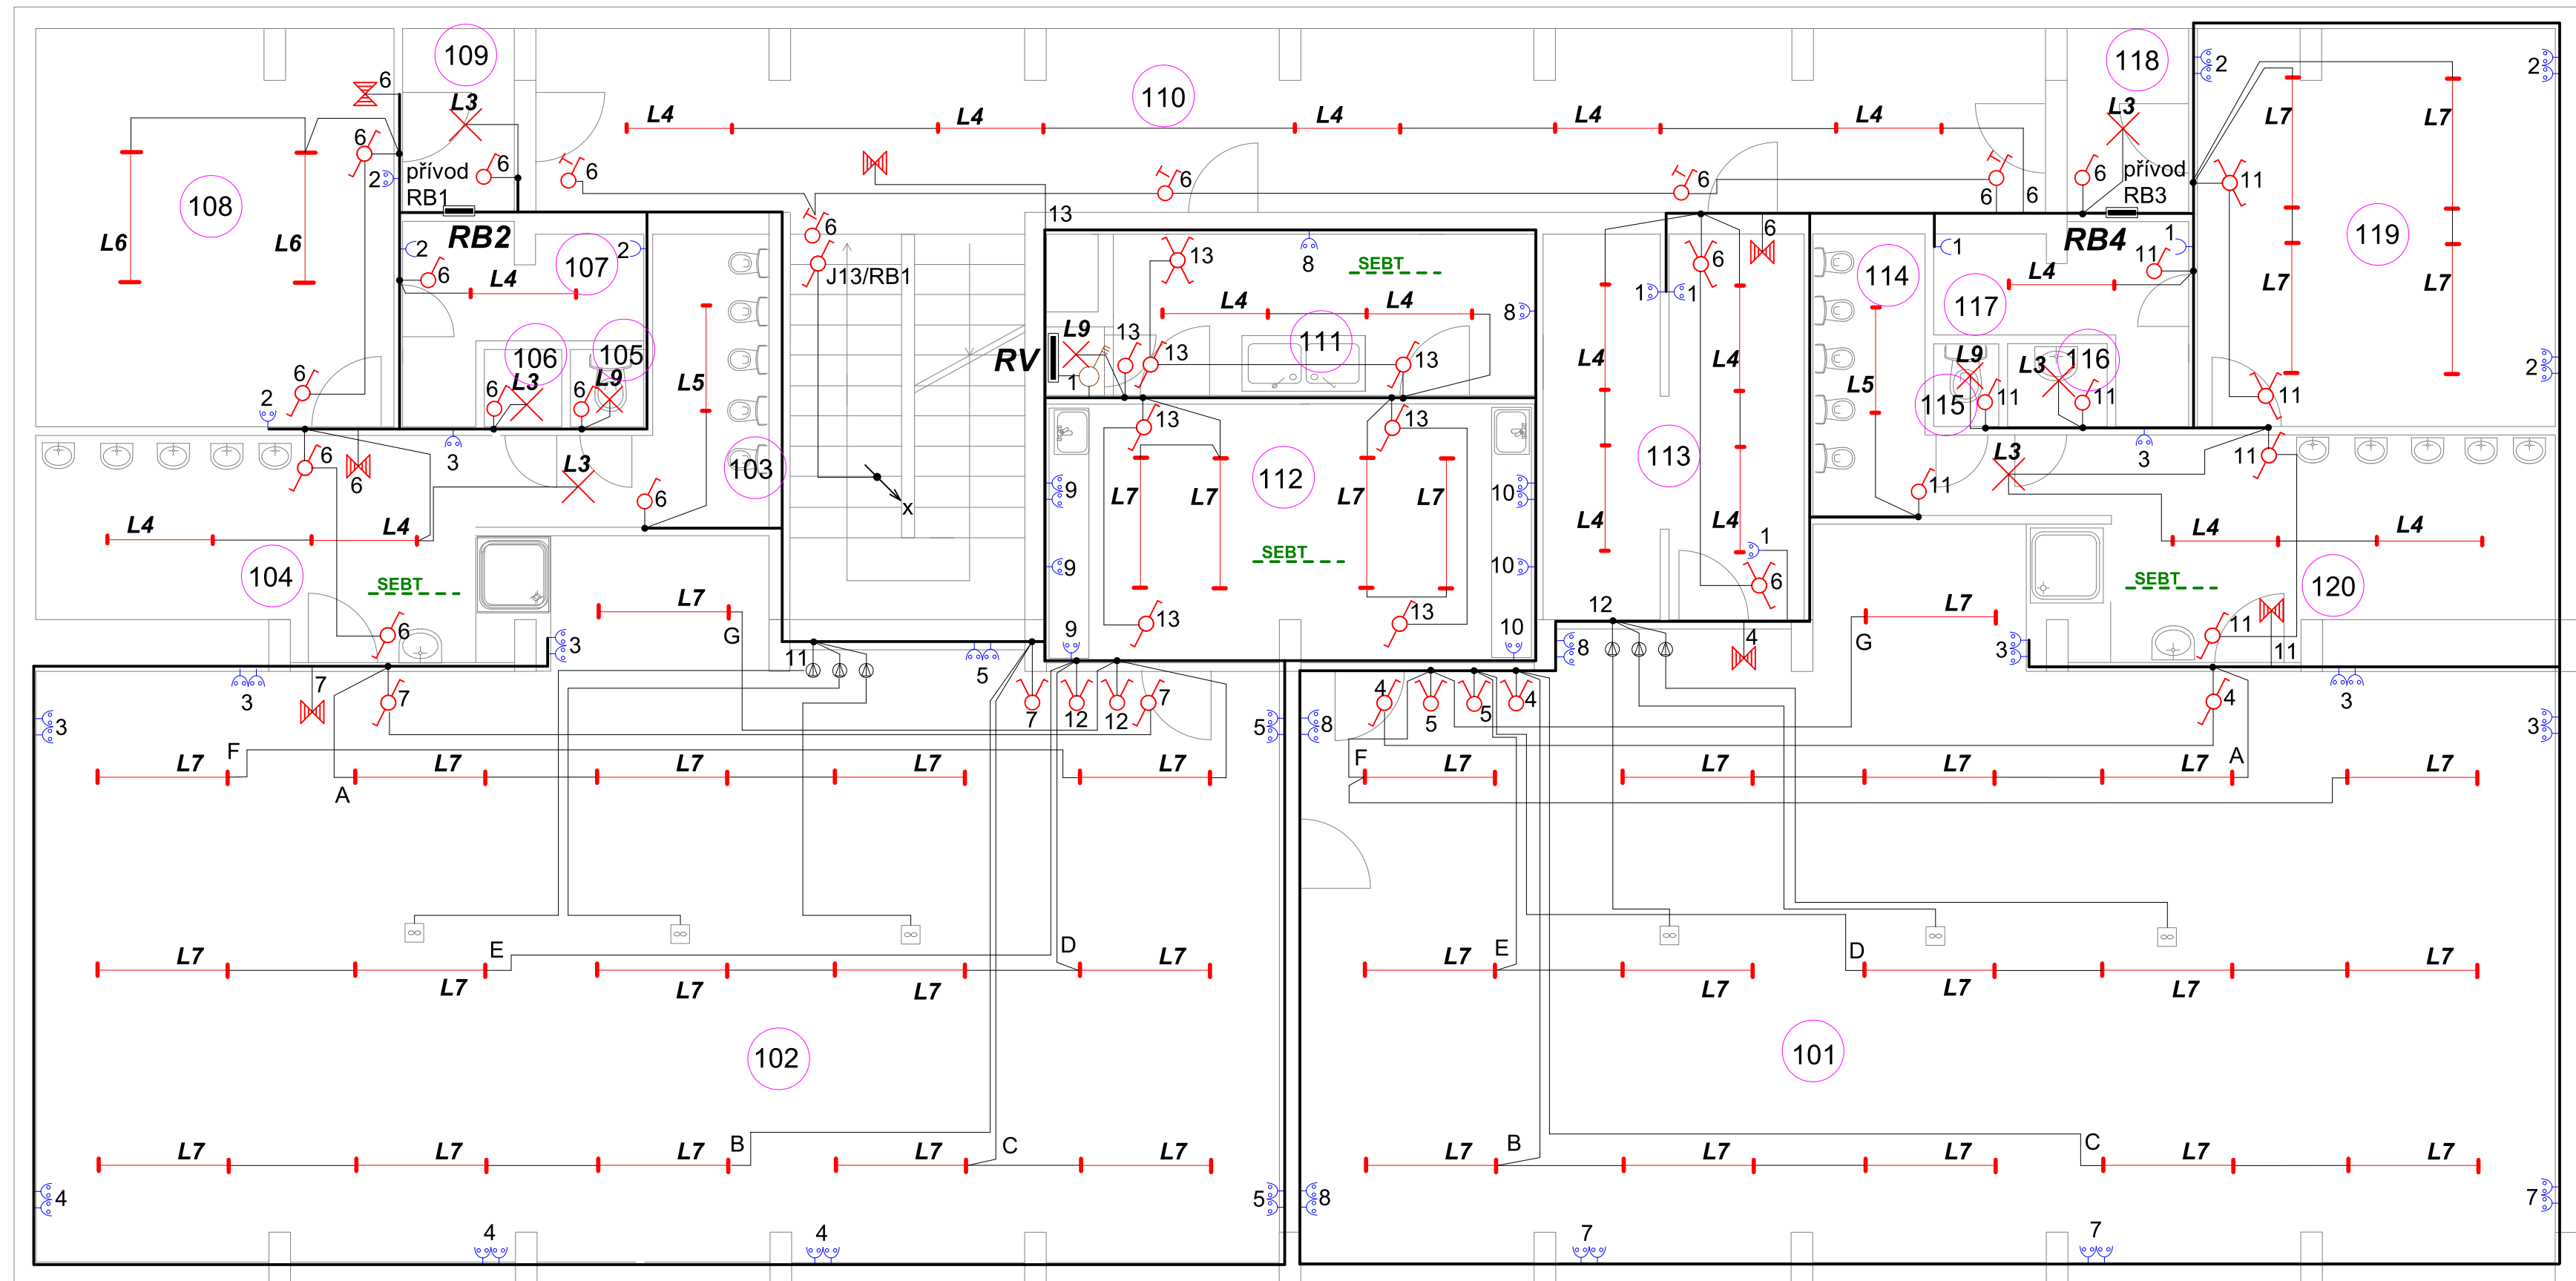 109
118
6
L3
L4
L4
110
L4
L4
L4
L3
2
L7
L7
2
6
přívod
RB1
6
6
6
6
6
6
6
přívod
RB3
11
2
108
L6
L6
RB2
2
107
2
6
L4
6
J13/RB1
13
13
SEBT
8
6
6
1
RB4
11
114
117
L4
119
L7
L7
1
1
L4
L4
8
106
105
L3
L9
6
6
L5
RV
L9
13
13
111
13
1
L4
L4
L5
L9
L3
116
115
11
11
11
2
6
2
3
6
6
L3
103
6
x
13
13
112
9
L7
L7
L7
L7
10
9
10
SEBT
113
L4
L4
1
6
11
L3
3
11
L4
L4
L4
L4
104
SEBT
6
L7
G
13
13
9
10
12
SEBT
120
11
L7
G
3
11
3
7
3
11
5
8
4
3
3
7
7
12
12
7
5
8
4
5
5
4
4
3
F
L7
L7
L7
L7
L7
A
F
L7
L7
L7
L7
A
L7
L7
E
L7
L7
L7
D
L7
L7
E
L7
D
L7
L7
L7
102
101
L7
L7
L7
B
L7
C
L7
L7
B
L7
L7
C
L7
L7
4
5
8
7
4
4
7
7